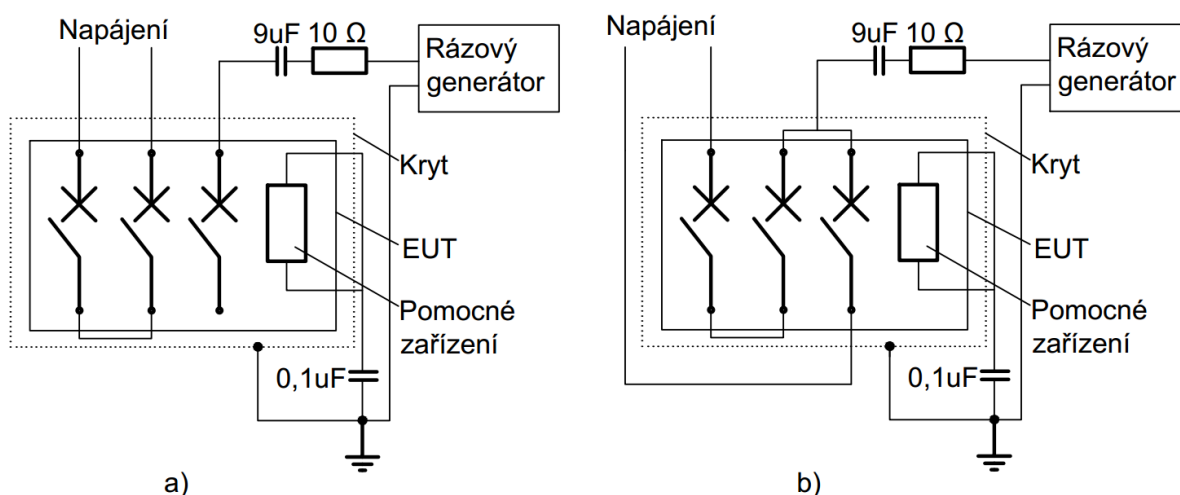 Napájení
9uF 10 Ω
Rázový
generátor
Kryt
EUT
Pomocné
zařízení
0,1uF
a)
Napájení
9uF 10 Ω
Rázový
generátor
Kryt
EUT
Pomocné
zařízení
0,1uF
b)